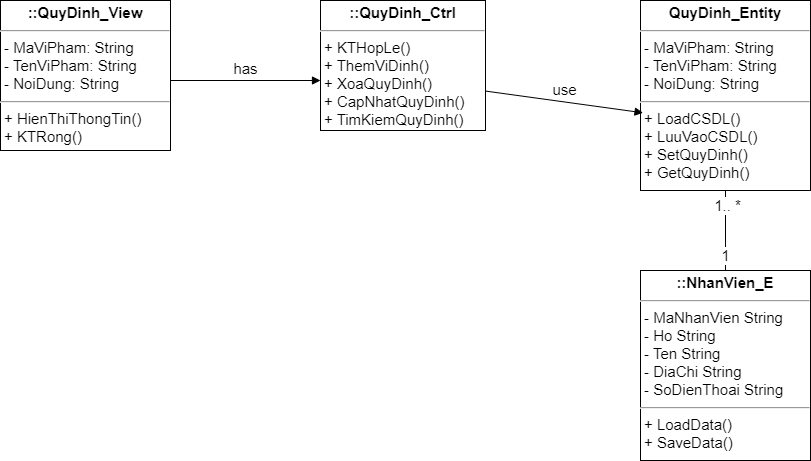 ::QuyDinh_View
- MaViPham: String
- TenViPham: String
- NoiDung: String
+ HienThiThongTin()
+ KTRong()
has
::QuyDinh_Ctrl
+ KTHopLe()
+ ThemViDinh()
+ XoaQuyDinh()
+ CapNhatQuyDinh()
+ TimKiemQuyDinh()
use
QuyDinh_Entity
- MaViPham: String
- TenViPham: String
- NoiDung: String
+ LoadCSDL()
+ LuuVaoCSDL()
+ SetQuyDinh()
+ GetQuyDinh()
1.. *
1
::NhanVien_E
- MaNhanVien String
- Ho String
- Ten String
- DiaChi String
- SoDienThoai String
+ LoadData()
+ SaveData()